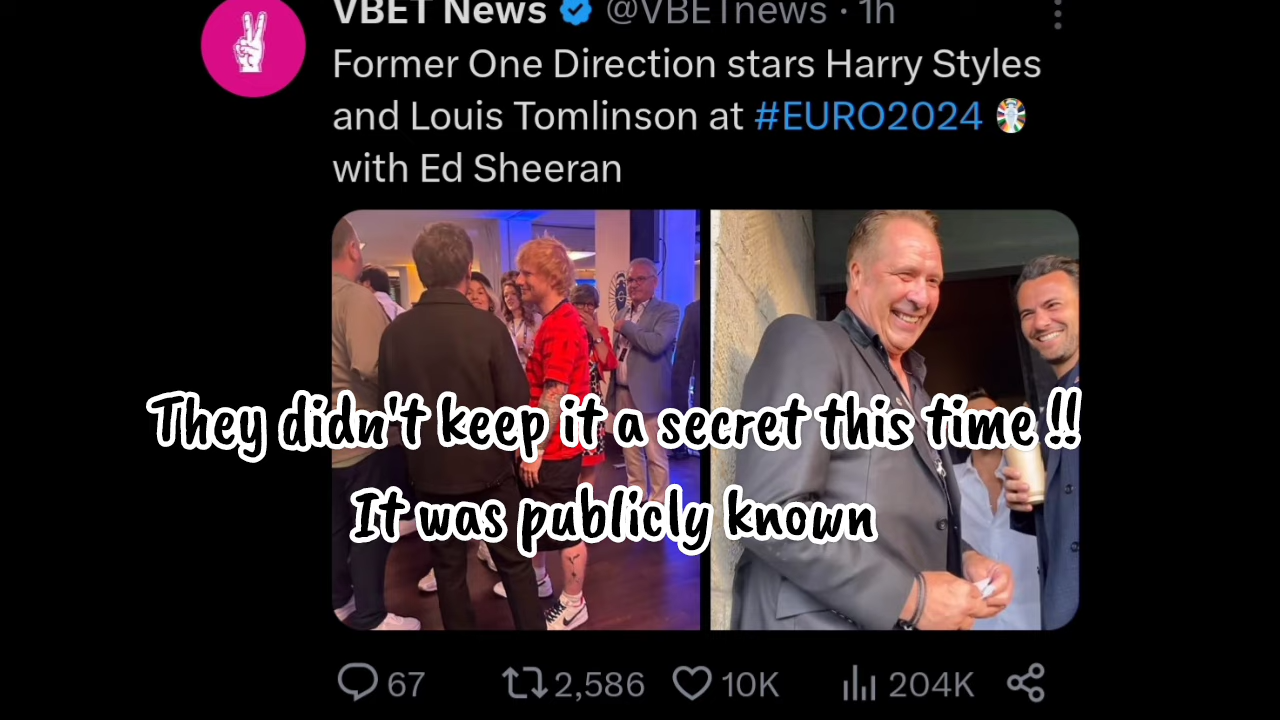 VBET News @VBETnews · 1h
Former One Direction stars Harry Styles
and Louis Tomlinson at #EURO2024
with Ed Sheeran
They didn't keep it a secret this time !!
It was publicly known
67 2,586 10K 204K